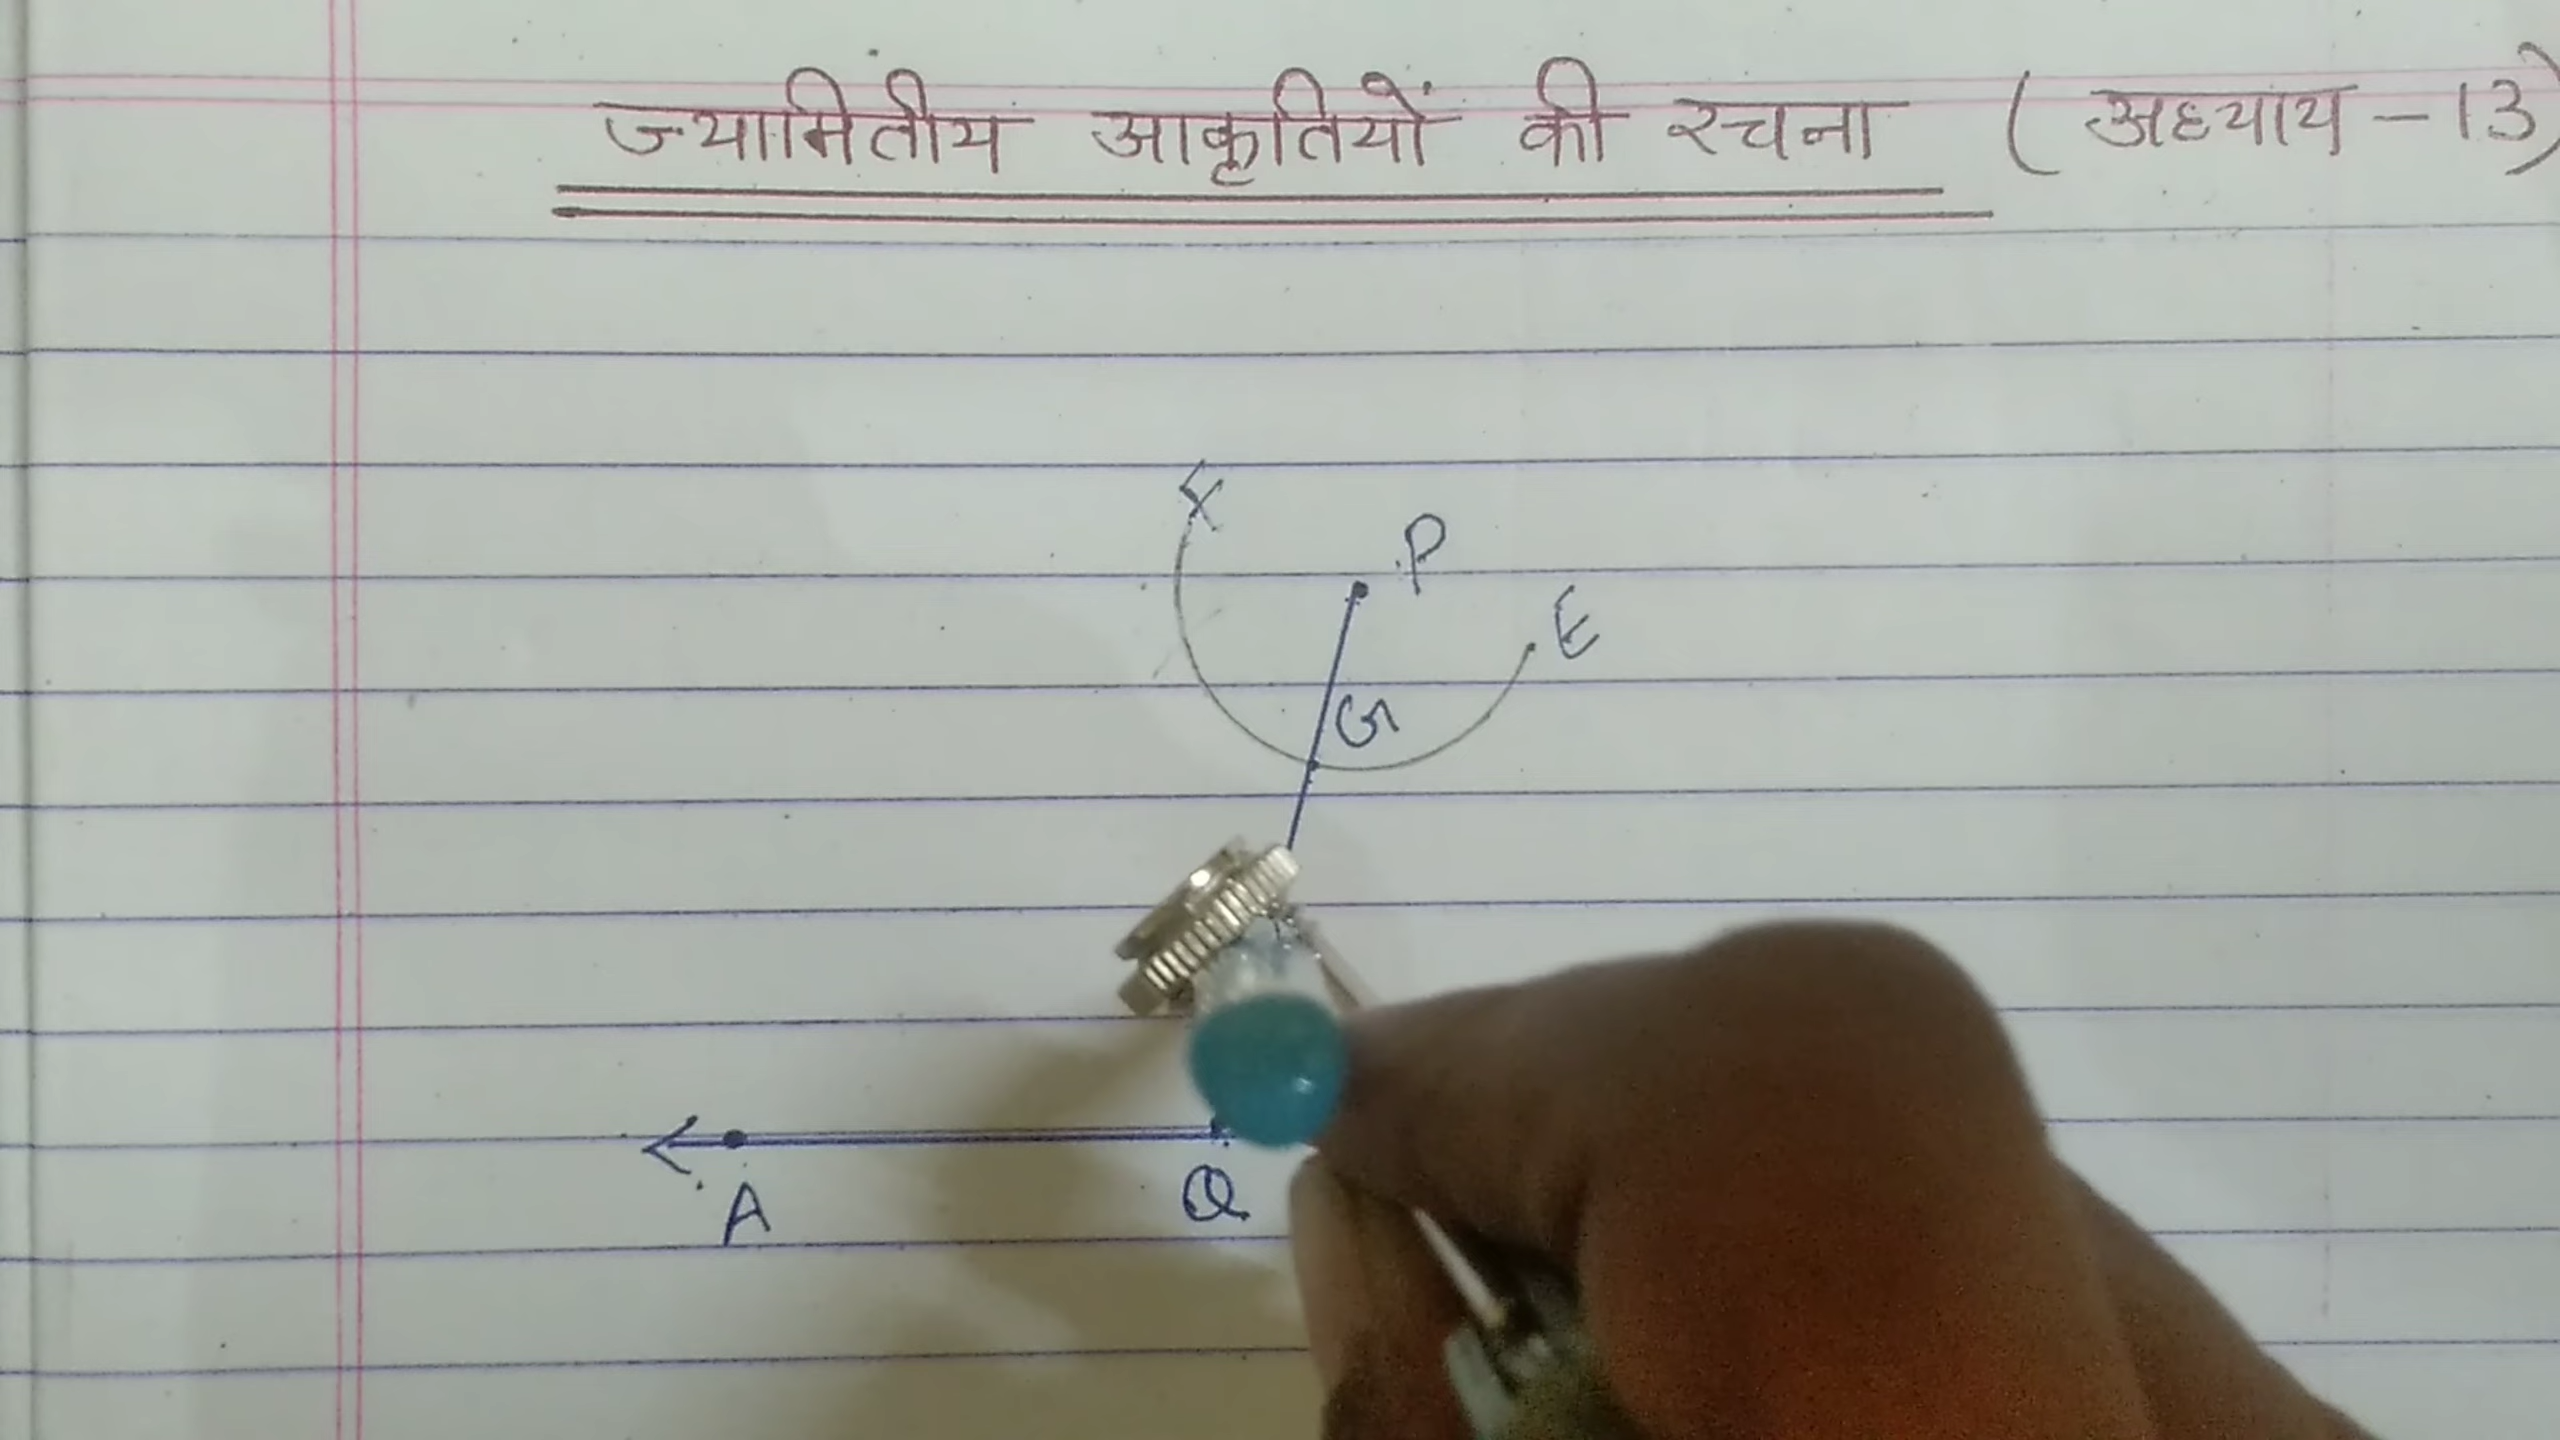 ज्यामितीय आकृतियों की रचना ( अध्याय - 13)
F
P
E
G
A
Q